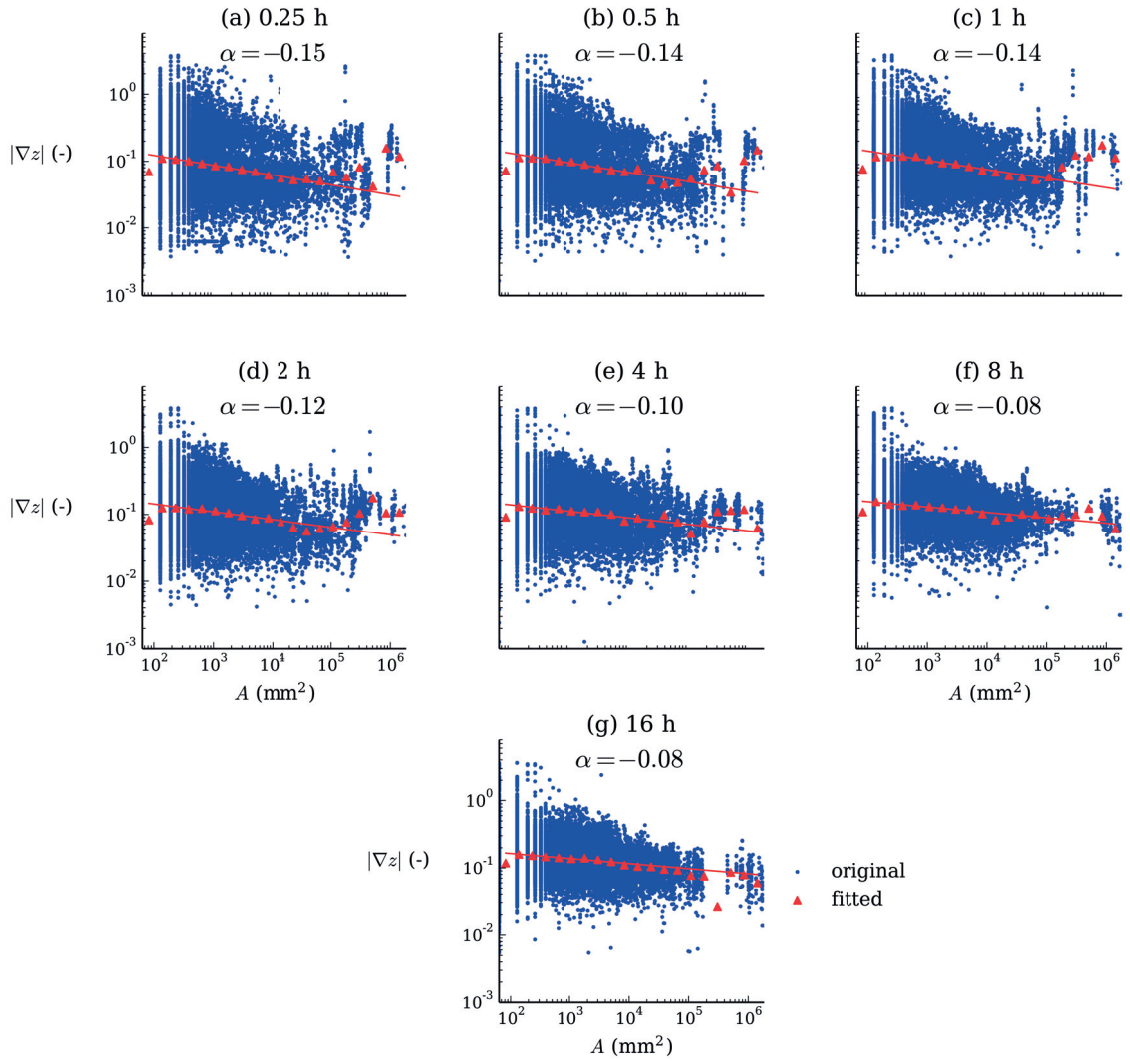 (a) 0.25 h (b) 0.5 h (c) 1 h
α=−0.15 α=−0.14 α=−0.14
10⁰
|∇z| (-)
10⁻¹
10⁻²
10⁻³
(d) 2 h (e) 4 h (f) 8 h
α=−0.12 α=−0.10 α=−0.08
10⁰
|∇z| (-)
10⁻¹
10⁻²
10⁻³
10² 10³ 10⁴ 10⁵ 10⁶ 10² 10³ 10⁴ 10⁵ 10⁶
A (mm²) A (mm²)
(g) 16 h
α=−0.08
10⁰
|∇z| (-)
10⁻¹
10⁻²
10⁻³
10² 10³ 10⁴ 10⁵ 10⁶
A (mm²)
original
fitted